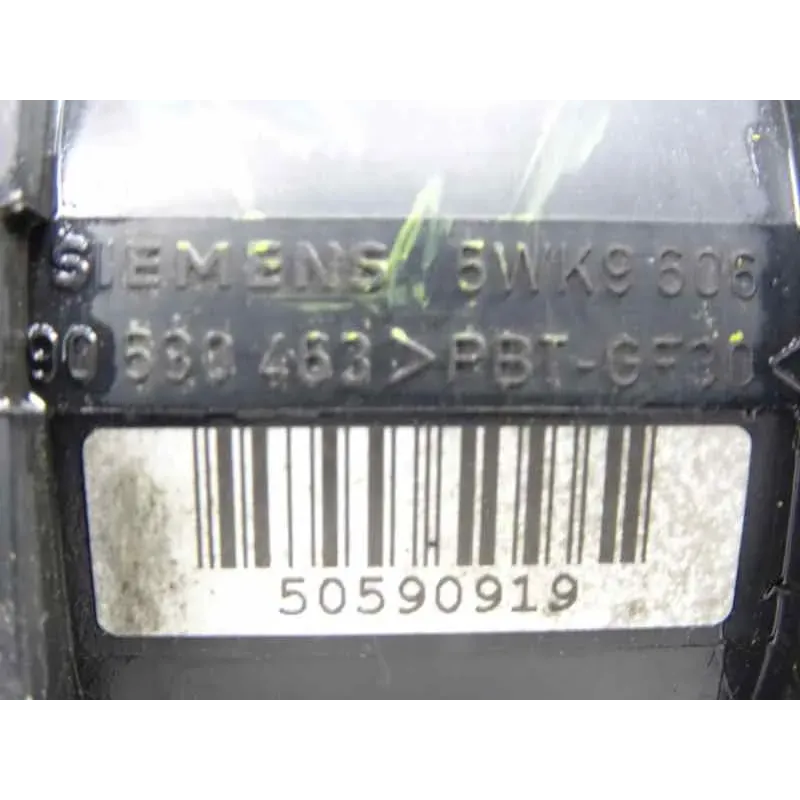 SIEMENS 5WK9 606
90 530 463 >PBT-GF30<
50590919